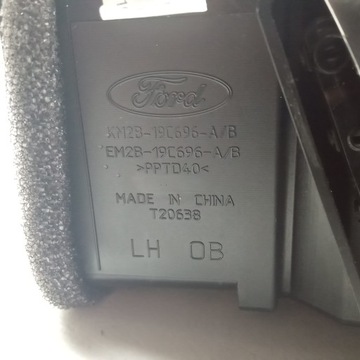 Ford
KM2B-19C696-A/B
EM2B-19C696-A/B
>PPTD40<
MADE IN CHINA
T20638
LH OB